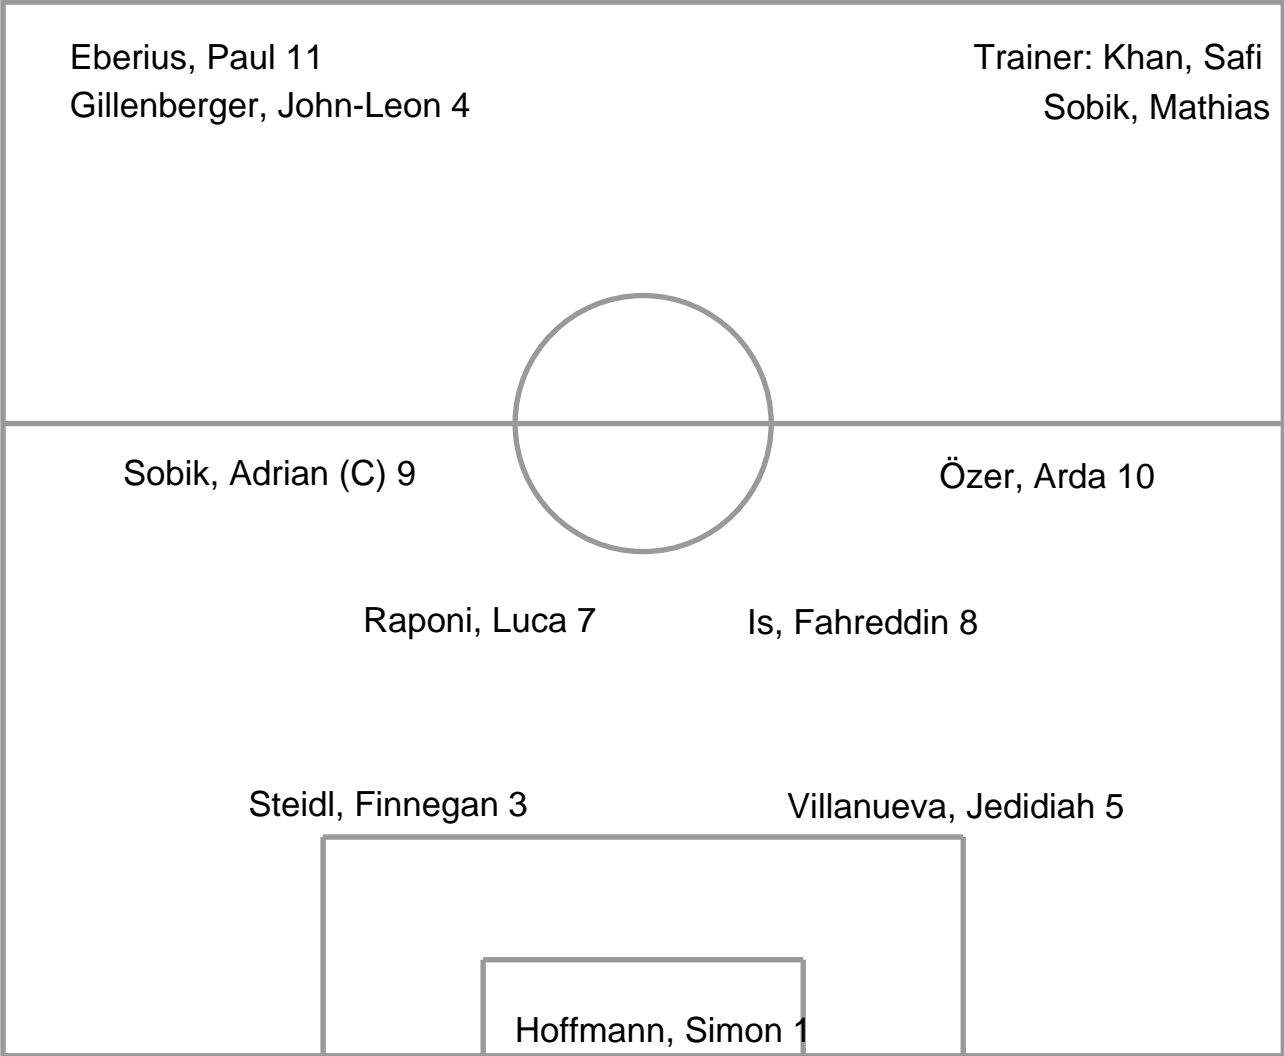 Eberius, Paul 11
Trainer: Khan, Safi
Gillenberger, John-Leon 4
Sobik, Mathias
Sobik, Adrian (C) 9
Özer, Arda 10
Raponi, Luca 7
Is, Fahreddin 8
Steidl, Finnegan 3
Villanueva, Jedidiah 5
Hoffmann, Simon 1